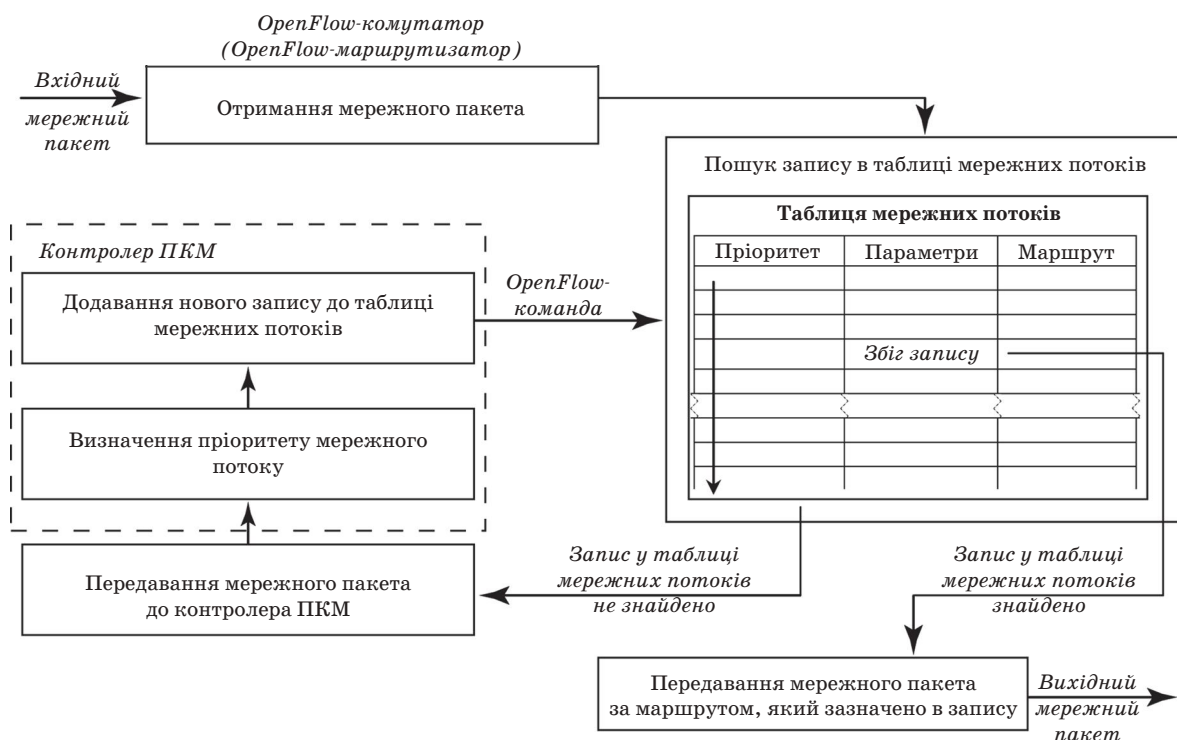 OpenFlow-комутатор
(OpenFlow-маршрутизатор)
Вхідний
мережний
пакет
Отримання мережного пакета
Пошук запису в таблиці мережних потоків
Таблиця мережних потоків
Пріоритет Параметри Маршрут
Збіг запису
Контролер ПКМ
Додавання нового запису до таблиці
мережних потоків
OpenFlow-
команда
Визначення пріоритету мережного
потоку
Передавання мережного пакета
до контролера ПКМ
Запис у таблиці
мережних потоків
не знайдено
Запис у таблиці
мережних потоків
знайдено
Передавання мережного пакета
за маршрутом, який зазначено в запису
Вихідний
мережний
пакет